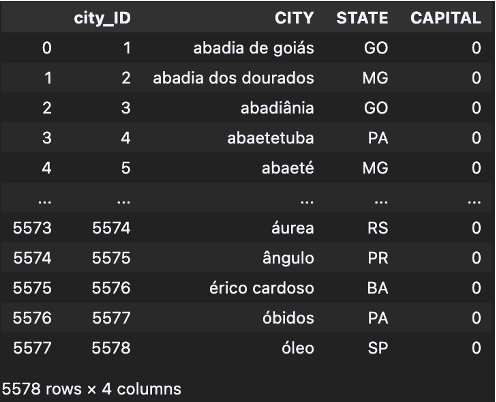 city_ID CITY STATE CAPITAL
0 1 abadia de goiás GO 0
1 2 abadia dos dourados MG 0
2 3 abadiânia GO 0
3 4 abaetetuba PA 0
4 5 abaeté MG 0
... ... ... ... ...
5573 5574 áurea RS 0
5574 5575 ângulo PR 0
5575 5576 érico cardoso BA 0
5576 5577 óbidos PA 0
5577 5578 óleo SP 0
5578 rows × 4 columns